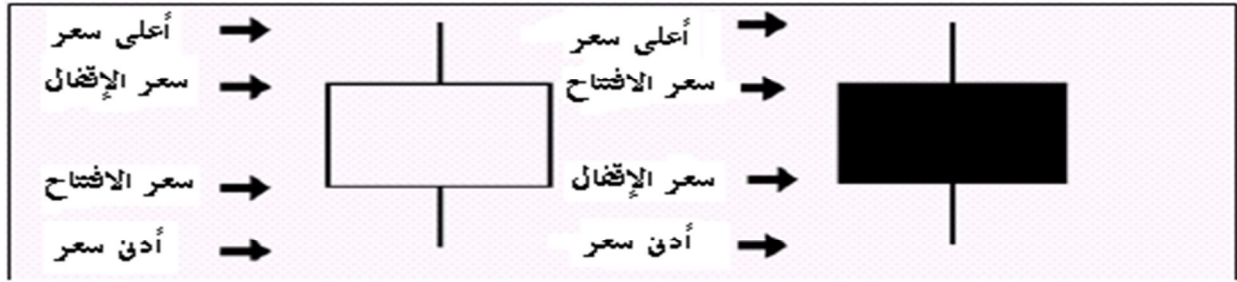 أعلى سعر
سعر الإقفال
سعر الافتتاح
أدنى سعر
أعلى سعر
سعر الافتتاح
سعر الإقفال
أدنى سعر